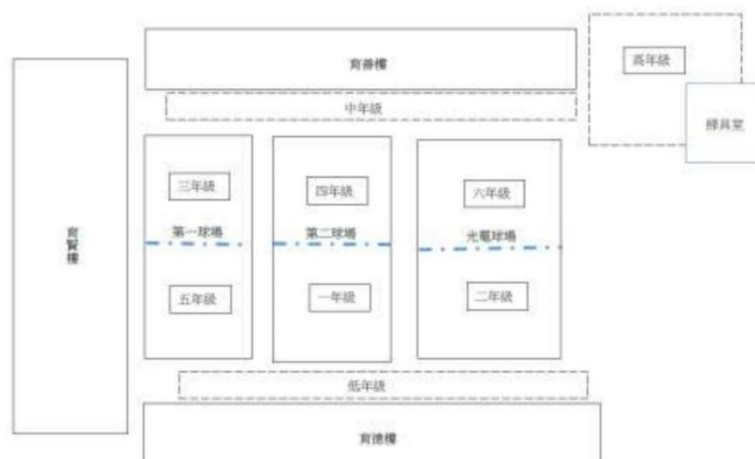 育善樓
高年級
中年級
掃具室
三年級
四年級
六年級
育賢樓
第一球場
第二球場
光電球場
五年級
一年級
二年級
低年級
育德樓